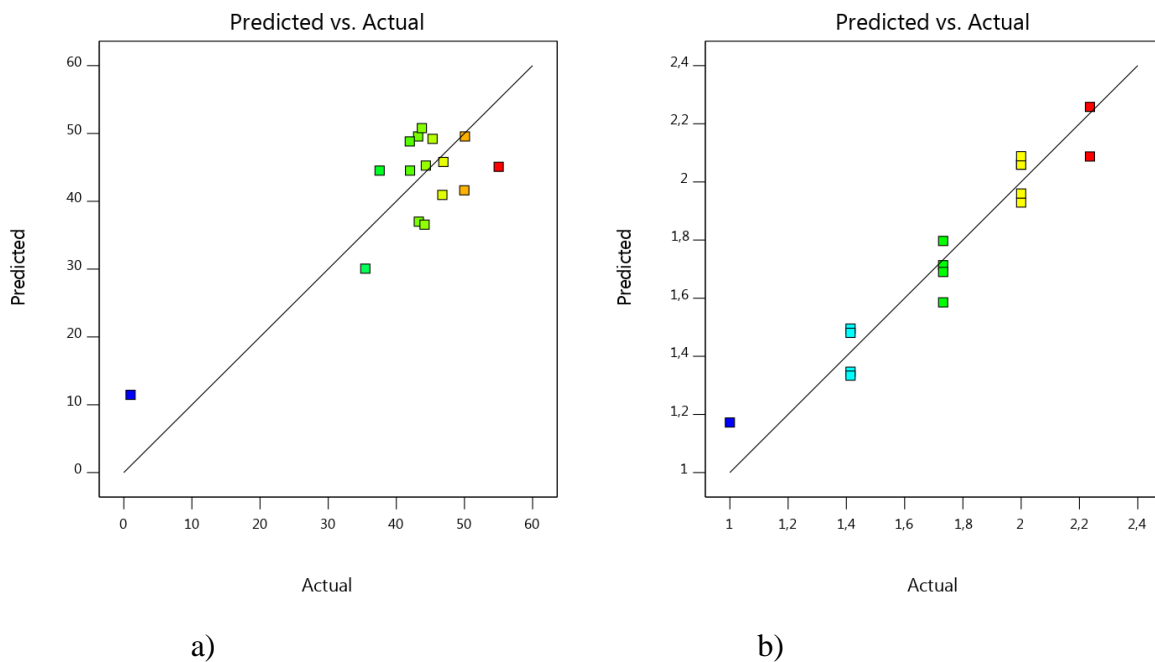 Predicted vs. Actual
60
50
40
30
20
10
0
Predicted
0 10 20 30 40 50 60
Actual
a)
Predicted vs. Actual
2,4
2,2
2
1,8
1,6
1,4
1,2
1
Predicted
1 1,2 1,4 1,6 1,8 2 2,2 2,4
Actual
b)